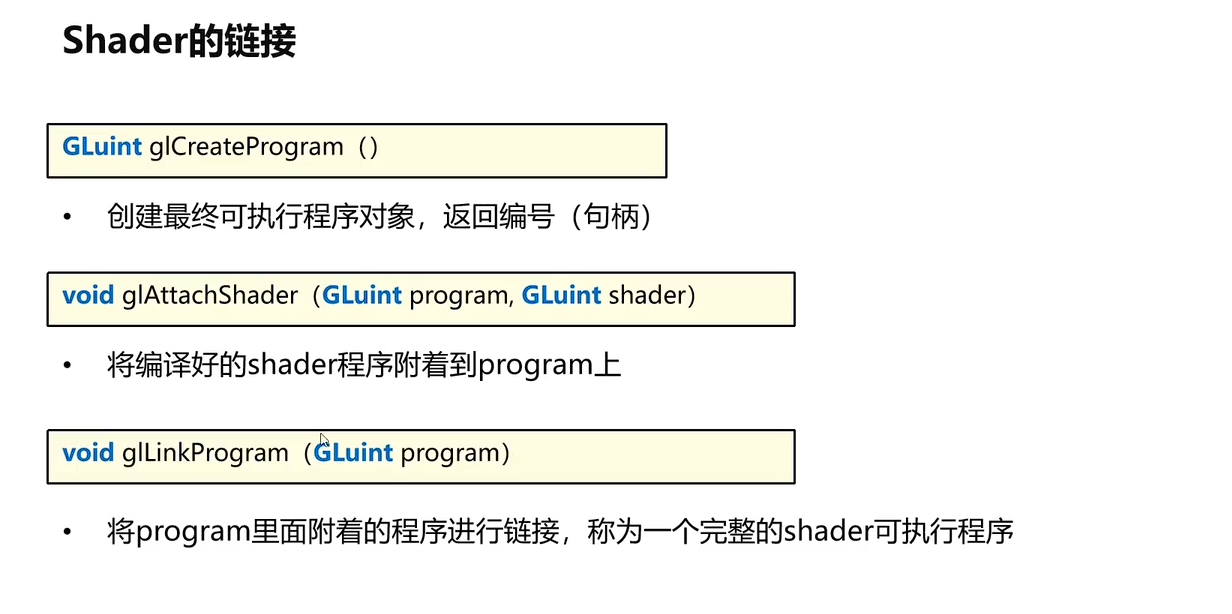 Shader的链接
GLuint glCreateProgram（）
• 创建最终可执行程序对象，返回编号（句柄）
void glAttachShader（GLuint program, GLuint shader）
• 将编译好的shader程序附着到program上
void glLinkProgram（GLuint program）
• 将program里面附着的程序进行链接，称为一个完整的shader可执行程序